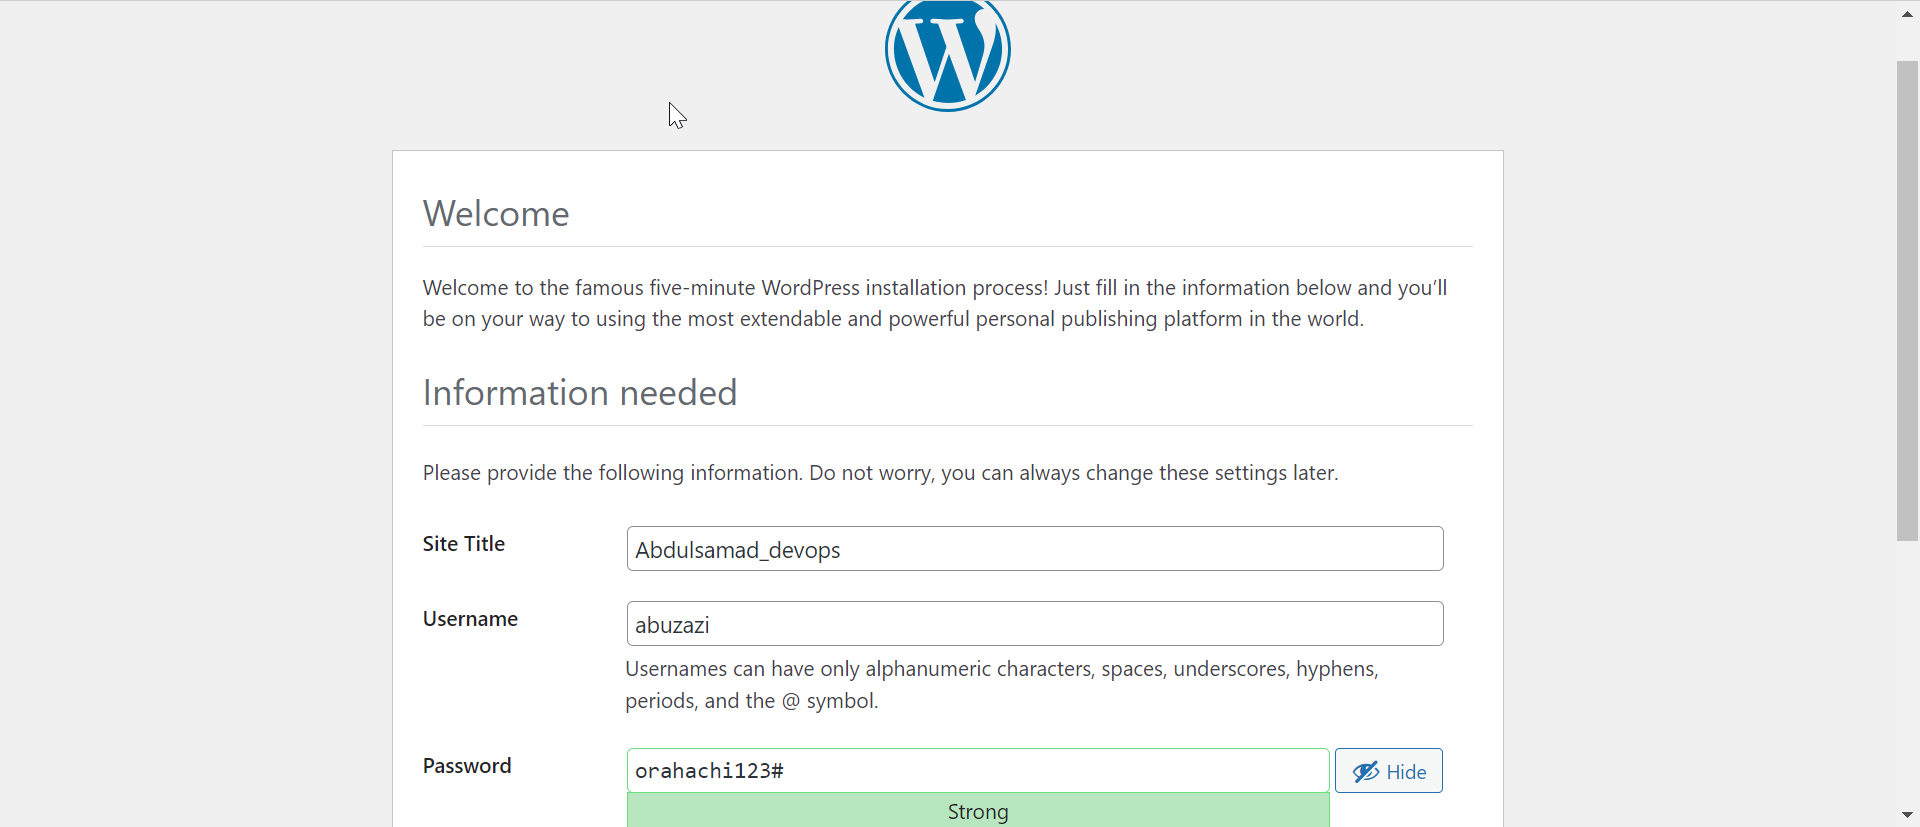 Welcome
Welcome to the famous five-minute WordPress installation process! Just fill in the information below and you’ll
be on your way to using the most extendable and powerful personal publishing platform in the world.
Information needed
Please provide the following information. Do not worry, you can always change these settings later.
Site Title
Abdulsamad_devops
Username
abuzazi
Usernames can have only alphanumeric characters, spaces, underscores, hyphens,
periods, and the @ symbol.
Password
orahachi123#
Hide
Strong